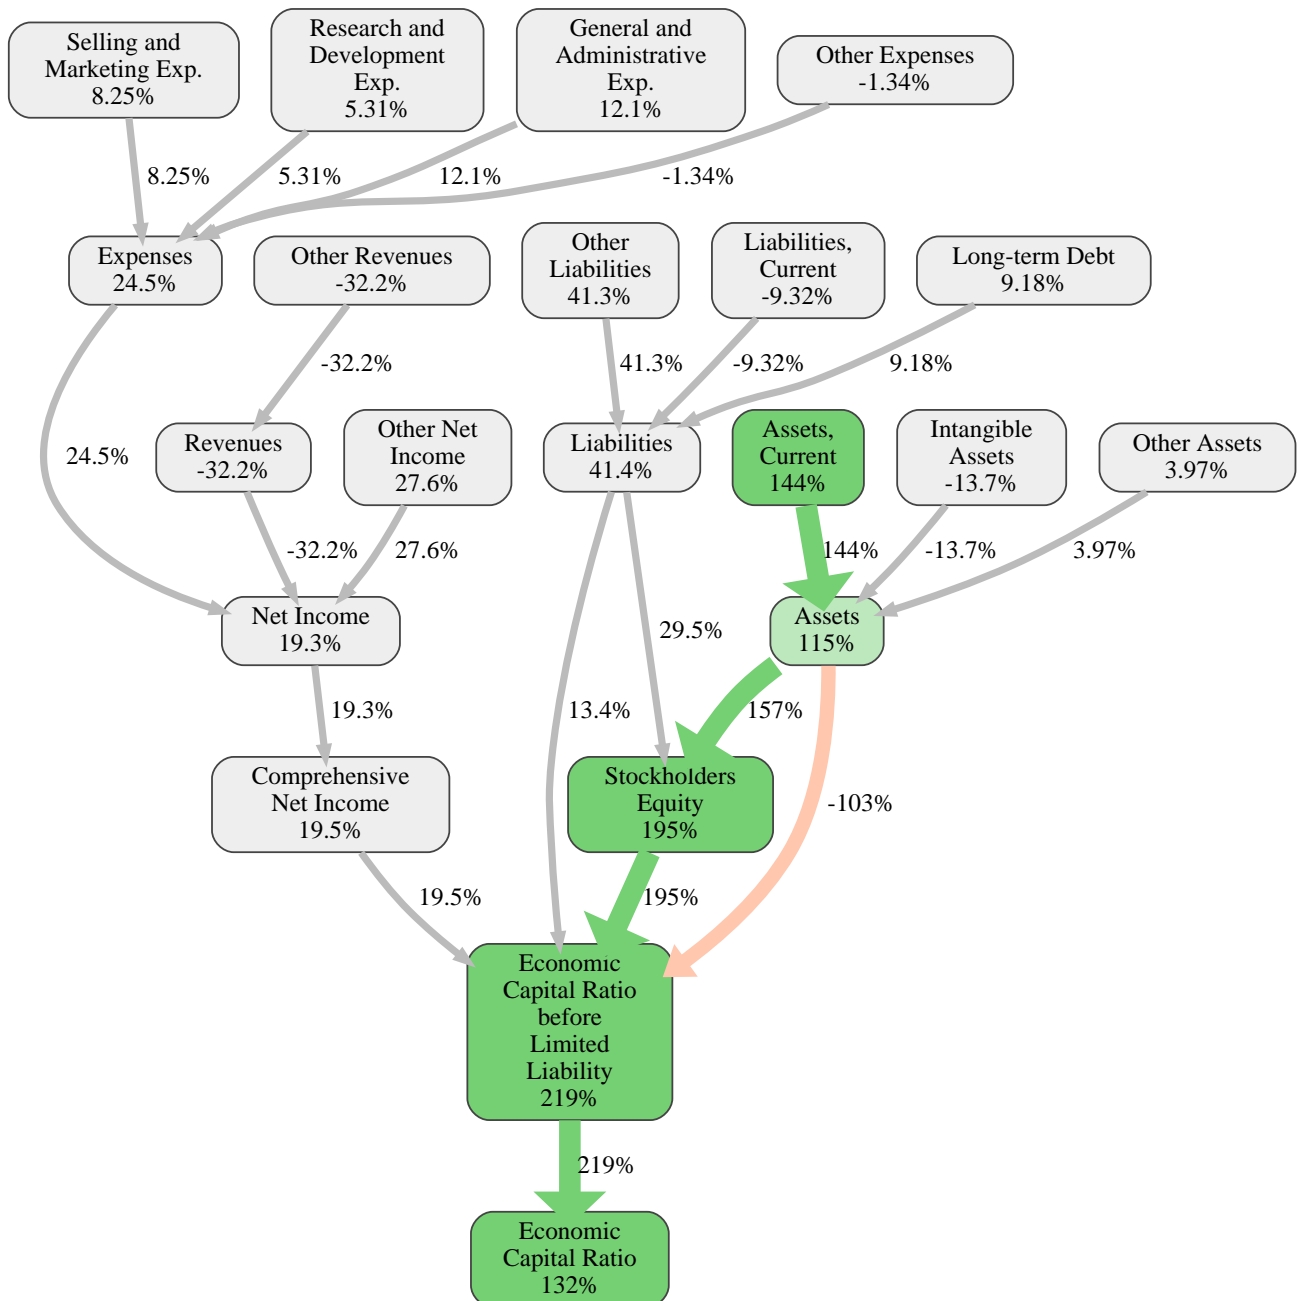 Selling and
Marketing Exp.
8.25%
Research and
Development
Exp.
5.31%
General and
Administrative
Exp.
12.1%
Other Expenses
-1.34%
8.25%
5.31%
12.1%
-1.34%
Expenses
24.5%
Other Revenues
-32.2%
Other
Liabilities
41.3%
Liabilities,
Current
-9.32%
Long-term Debt
9.18%
-32.2%
41.3%
-9.32%
9.18%
24.5%
Revenues
-32.2%
Other Net
Income
27.6%
Liabilities
41.4%
Assets,
Current
144%
Intangible
Assets
-13.7%
Other Assets
3.97%
-32.2%
27.6%
144%
-13.7%
3.97%
Net Income
19.3%
29.5%
Assets
115%
19.3%
13.4%
157%
Comprehensive
Net Income
19.5%
Stockholders
Equity
195%
-103%
19.5%
195%
Economic
Capital Ratio
before
Limited
Liability
219%
219%
Economic
Capital Ratio
132%